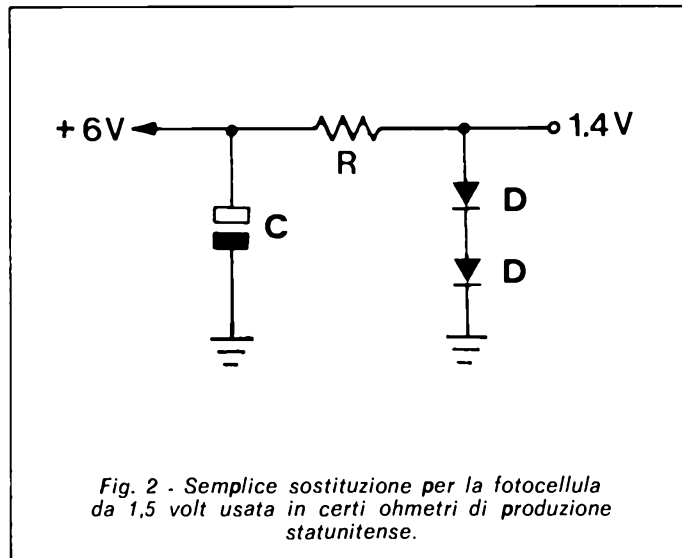 + 6V
1.4 V
R
C
D
D
Fig. 2 - Semplice sostituzione per la fotocellula
da 1,5 volt usata in certi ohmetri di produzione
statunitense.